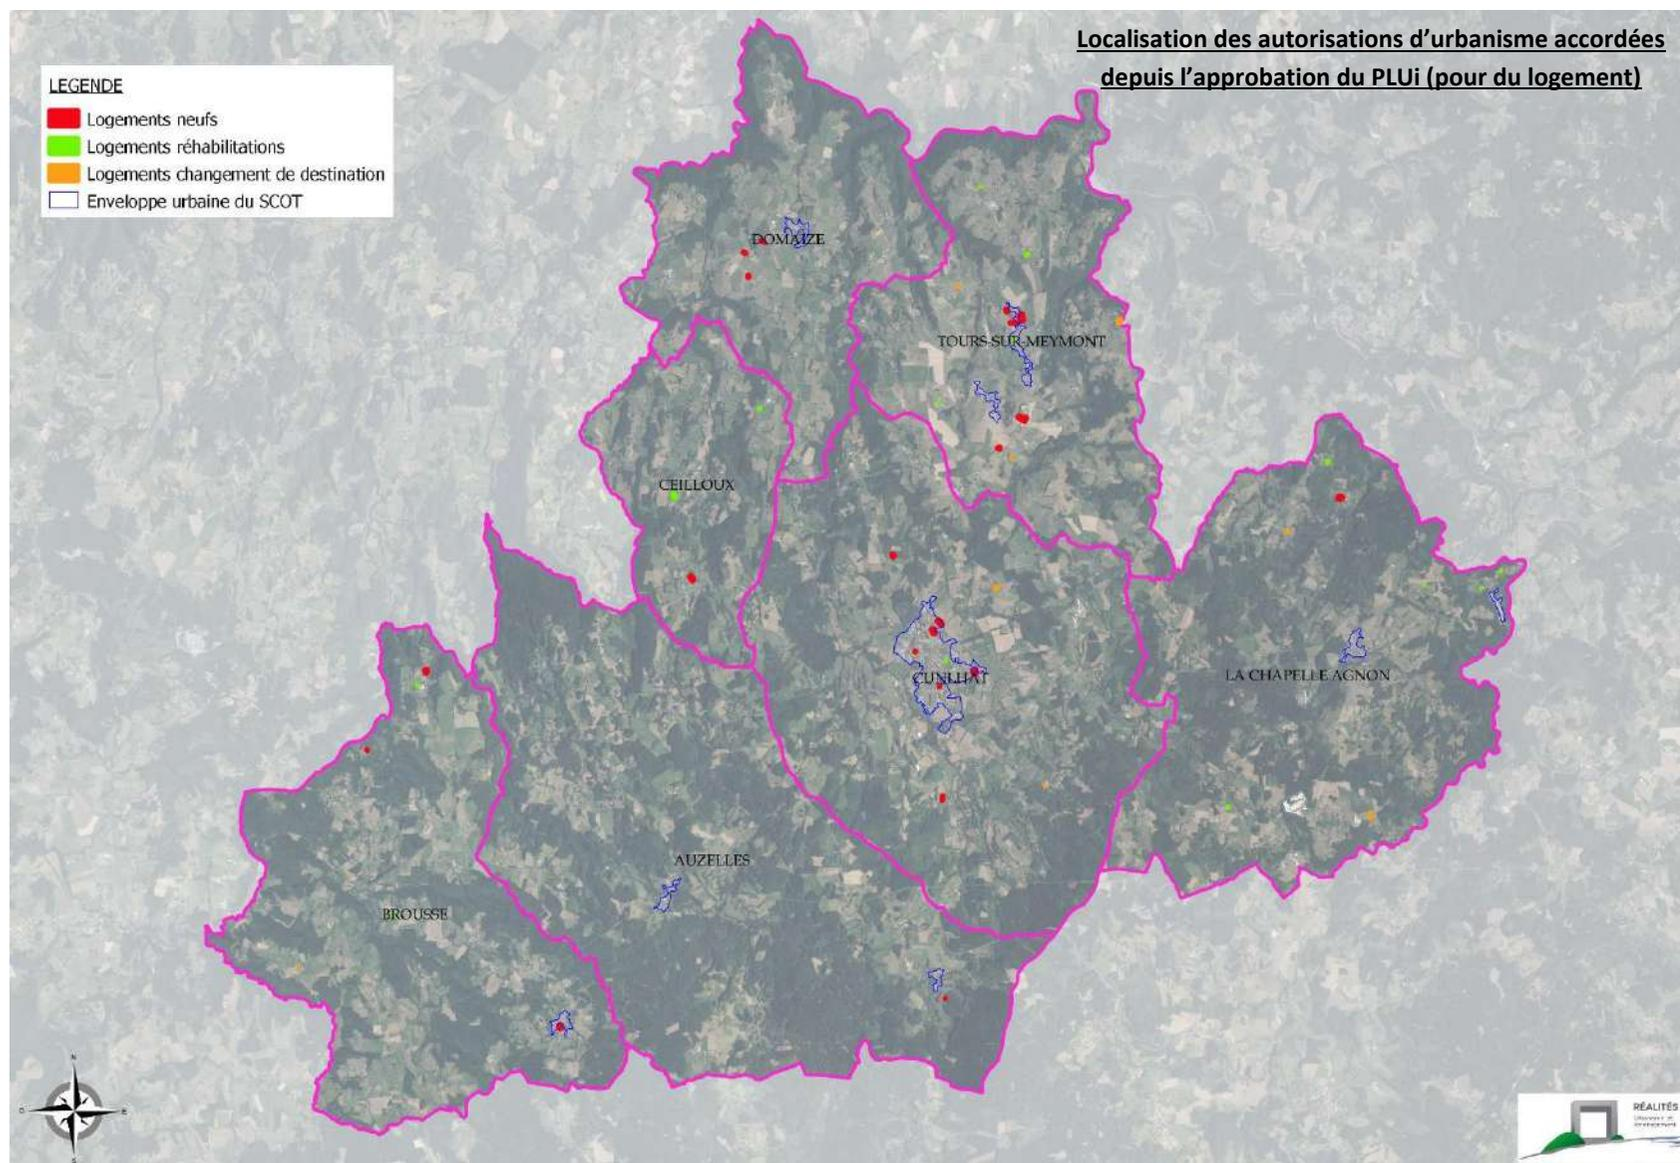 Localisation des autorisations d’urbanisme accordées
depuis l’approbation du PLUi (pour du logement)
LEGENDE
Logements neufs
Logements réhabilitations
Logements changement de destination
Enveloppe urbaine du SCOT
DOMAIZE
TOURS-SUR-MEYMONT
CEILLOUX
CUNLHAT
LA CHAPELLE AGNON
AUZELLES
BROUSSE
N
O
E
S
RÉALITÉS